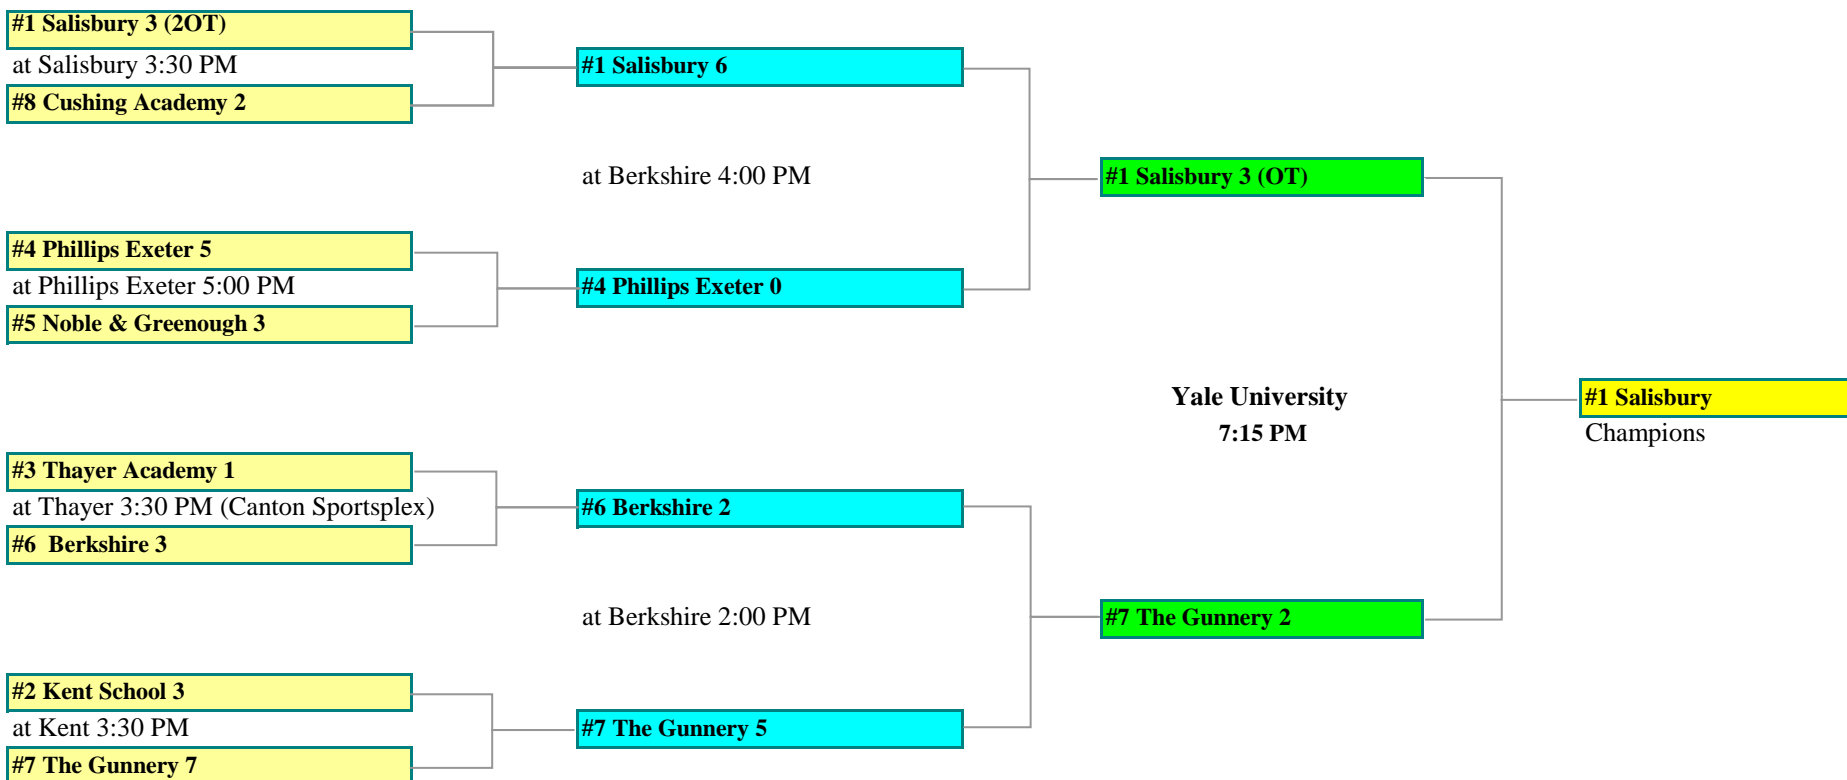 #1 Salisbury 3 (2OT)
at Salisbury 3:30 PM
#8 Cushing Academy 2
#4 Phillips Exeter 5
at Phillips Exeter 5:00 PM
#5 Noble & Greenough 3
#3 Thayer Academy 1
at Thayer 3:30 PM (Canton Sportsplex)
#6 Berkshire 3
#2 Kent School 3
at Kent 3:30 PM
#7 The Gunnery 7
#1 Salisbury 6
at Berkshire 4:00 PM
#4 Phillips Exeter 0
#6 Berkshire 2
at Berkshire 2:00 PM
#7 The Gunnery 5
#1 Salisbury 3 (OT)
Yale University
7:15 PM
#7 The Gunnery 2
#1 Salisbury
Champions